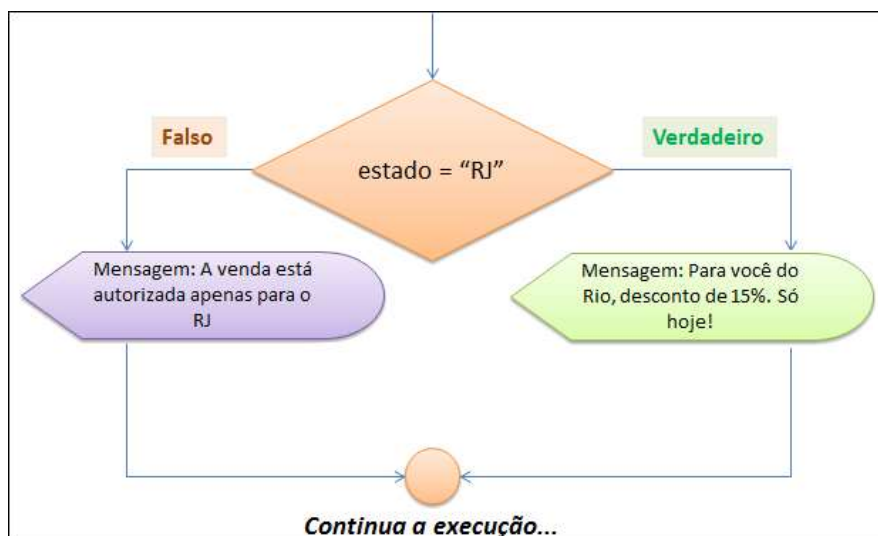 Falso
Verdadeiro
estado = “RJ”
Mensagem: A venda está
autorizada apenas para o
RJ
Mensagem: Para você do
Rio, desconto de 15%. Só
hoje!
Continua a execução...